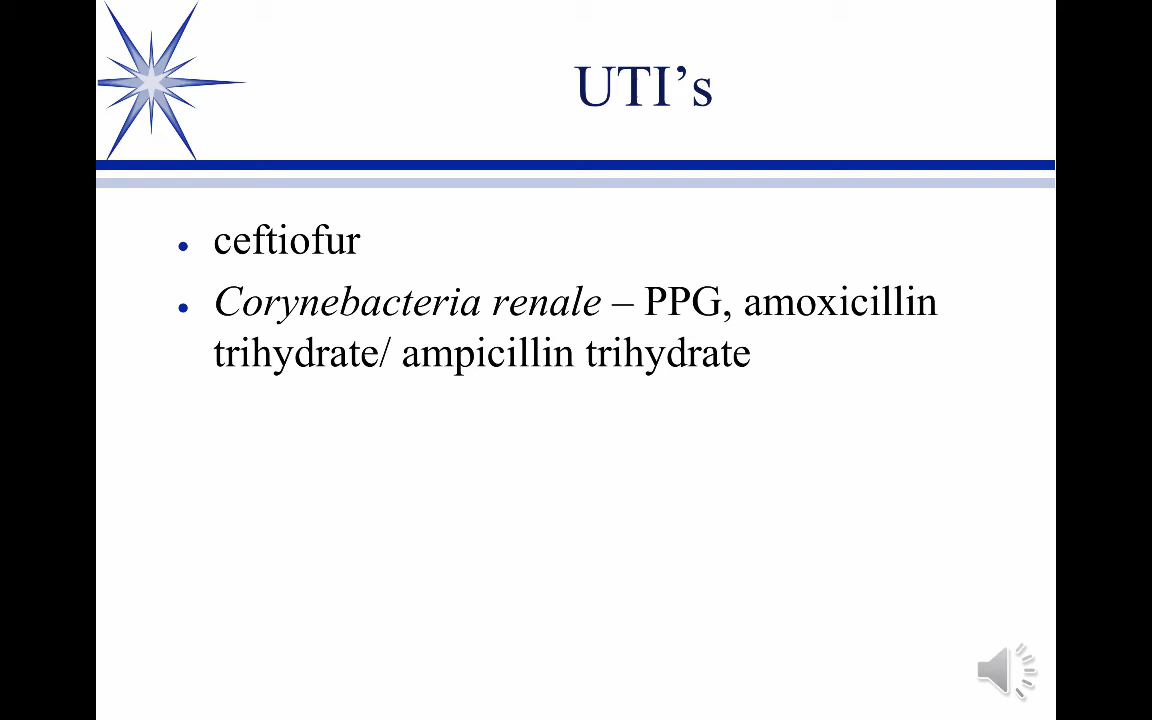 UTI’s
ceftiofur
Corynebacteria renale – PPG, amoxicillin
trihydrate/ ampicillin trihydrate